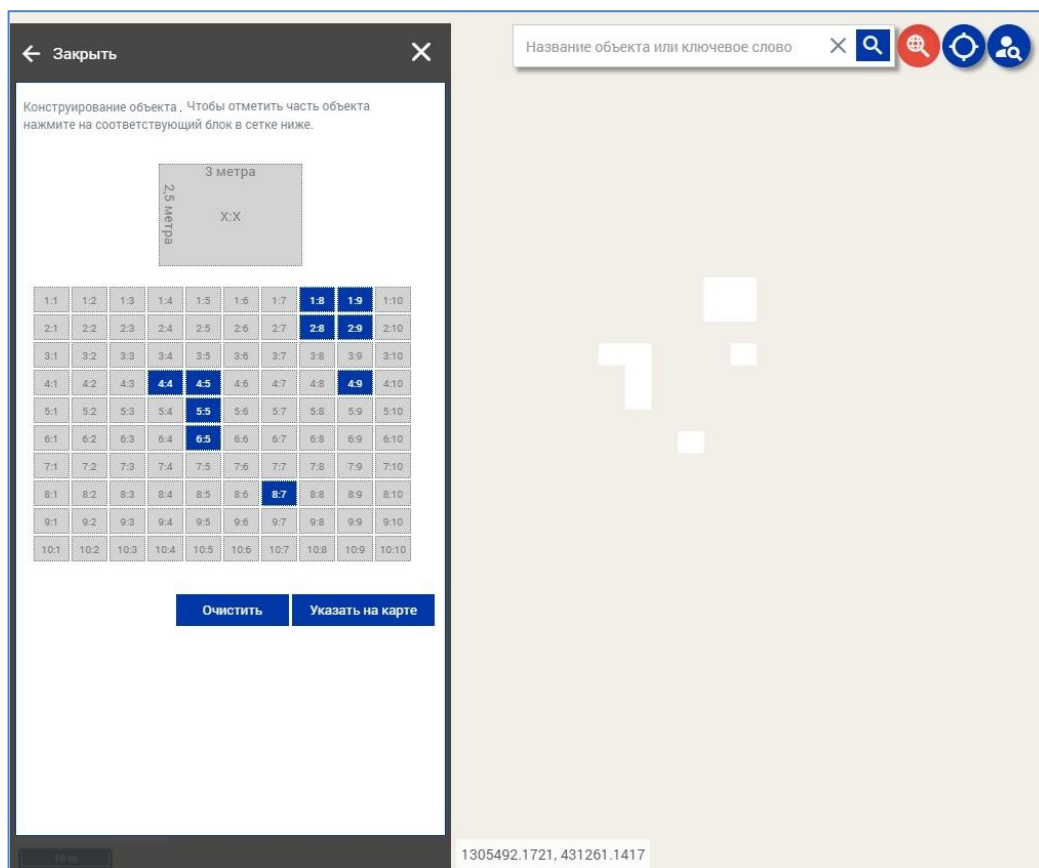 Закрыть
Название объекта или ключевое слово
Конструирование объекта . Чтобы отметить часть объекта
нажмите на соответствующий блок в сетке ниже.
3 метра
2,5 метра
X:X
1:1 1:2 1:3 1:4 1:5 1:6 1:7 1:8 1:9 1:10
2:1 2:2 2:3 2:4 2:5 2:6 2:7 2:8 2:9 2:10
3:1 3:2 3:3 3:4 3:5 3:6 3:7 3:8 3:9 3:10
4:1 4:2 4:3 4:4 4:5 4:6 4:7 4:8 4:9 4:10
5:1 5:2 5:3 5:4 5:5 5:6 5:7 5:8 5:9 5:10
6:1 6:2 6:3 6:4 6:5 6:6 6:7 6:8 6:9 6:10
7:1 7:2 7:3 7:4 7:5 7:6 7:7 7:8 7:9 7:10
8:1 8:2 8:3 8:4 8:5 8:6 8:7 8:8 8:9 8:10
9:1 9:2 9:3 9:4 9:5 9:6 9:7 9:8 9:9 9:10
10:1 10:2 10:3 10:4 10:5 10:6 10:7 10:8 10:9 10:10
Очистить Указать на карте
10 m
1305492.1721, 431261.1417